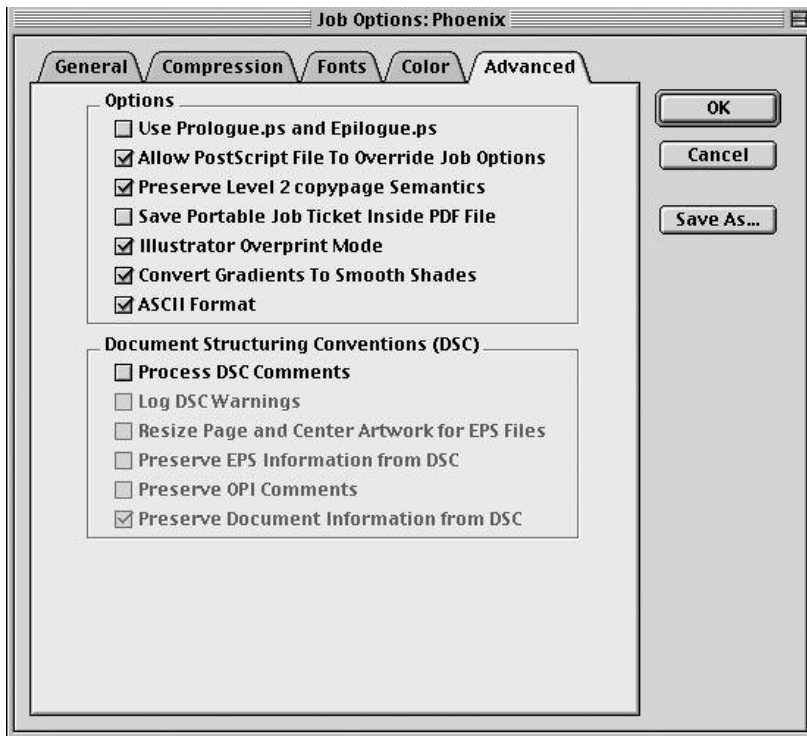 Job Options: Phoenix
General Compression Fonts Color Advanced
Options
Use Prologue.ps and Epilogue.ps
Allow PostScript File To Override Job Options
Preserve Level 2 copypage Semantics
Save Portable Job Ticket Inside PDF File
Illustrator Overprint Mode
Convert Gradients To Smooth Shades
ASCII Format
Document Structuring Conventions (DSC)
Process DSC Comments
Log DSC Warnings
Resize Page and Center Artwork for EPS Files
Preserve EPS Information from DSC
Preserve OPI Comments
Preserve Document Information from DSC
OK
Cancel
Save As...